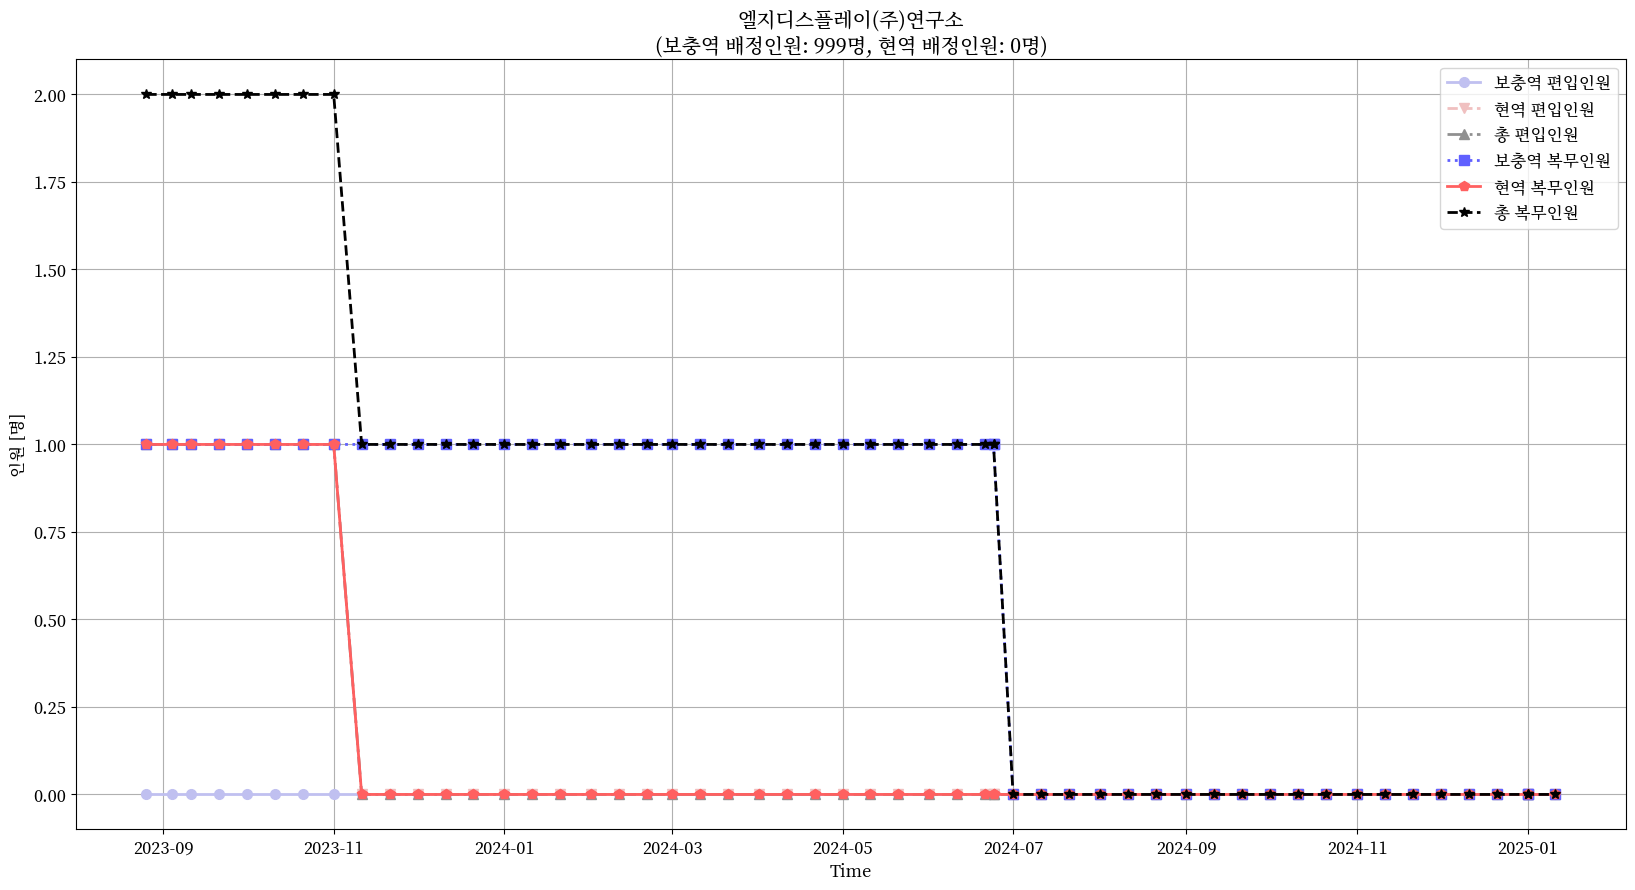 엘지디스플레이(주)연구소
(보충역 배정인원: 999명, 현역 배정인원: 0명)
2.00
1.75
1.50
1.25
1.00
0.75
0.50
0.25
0.00
인원 [명]
보충역 편입인원
현역 편입인원
총 편입인원
보충역 복무인원
현역 복무인원
총 복무인원
2023-09
2023-11
2024-01
2024-03
2024-05
2024-07
2024-09
2024-11
2025-01
Time